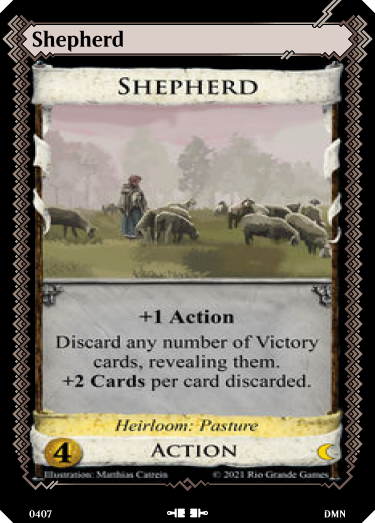 Shepherd
SHEPHERD
+1 Action
Discard any number of Victory
cards, revealing them.
+2 Cards per card discarded.
Heirloom: Pasture
4
ACTION
Illustration: Matthias Catrein © 2021 Rio Grande Games
0407 DMN